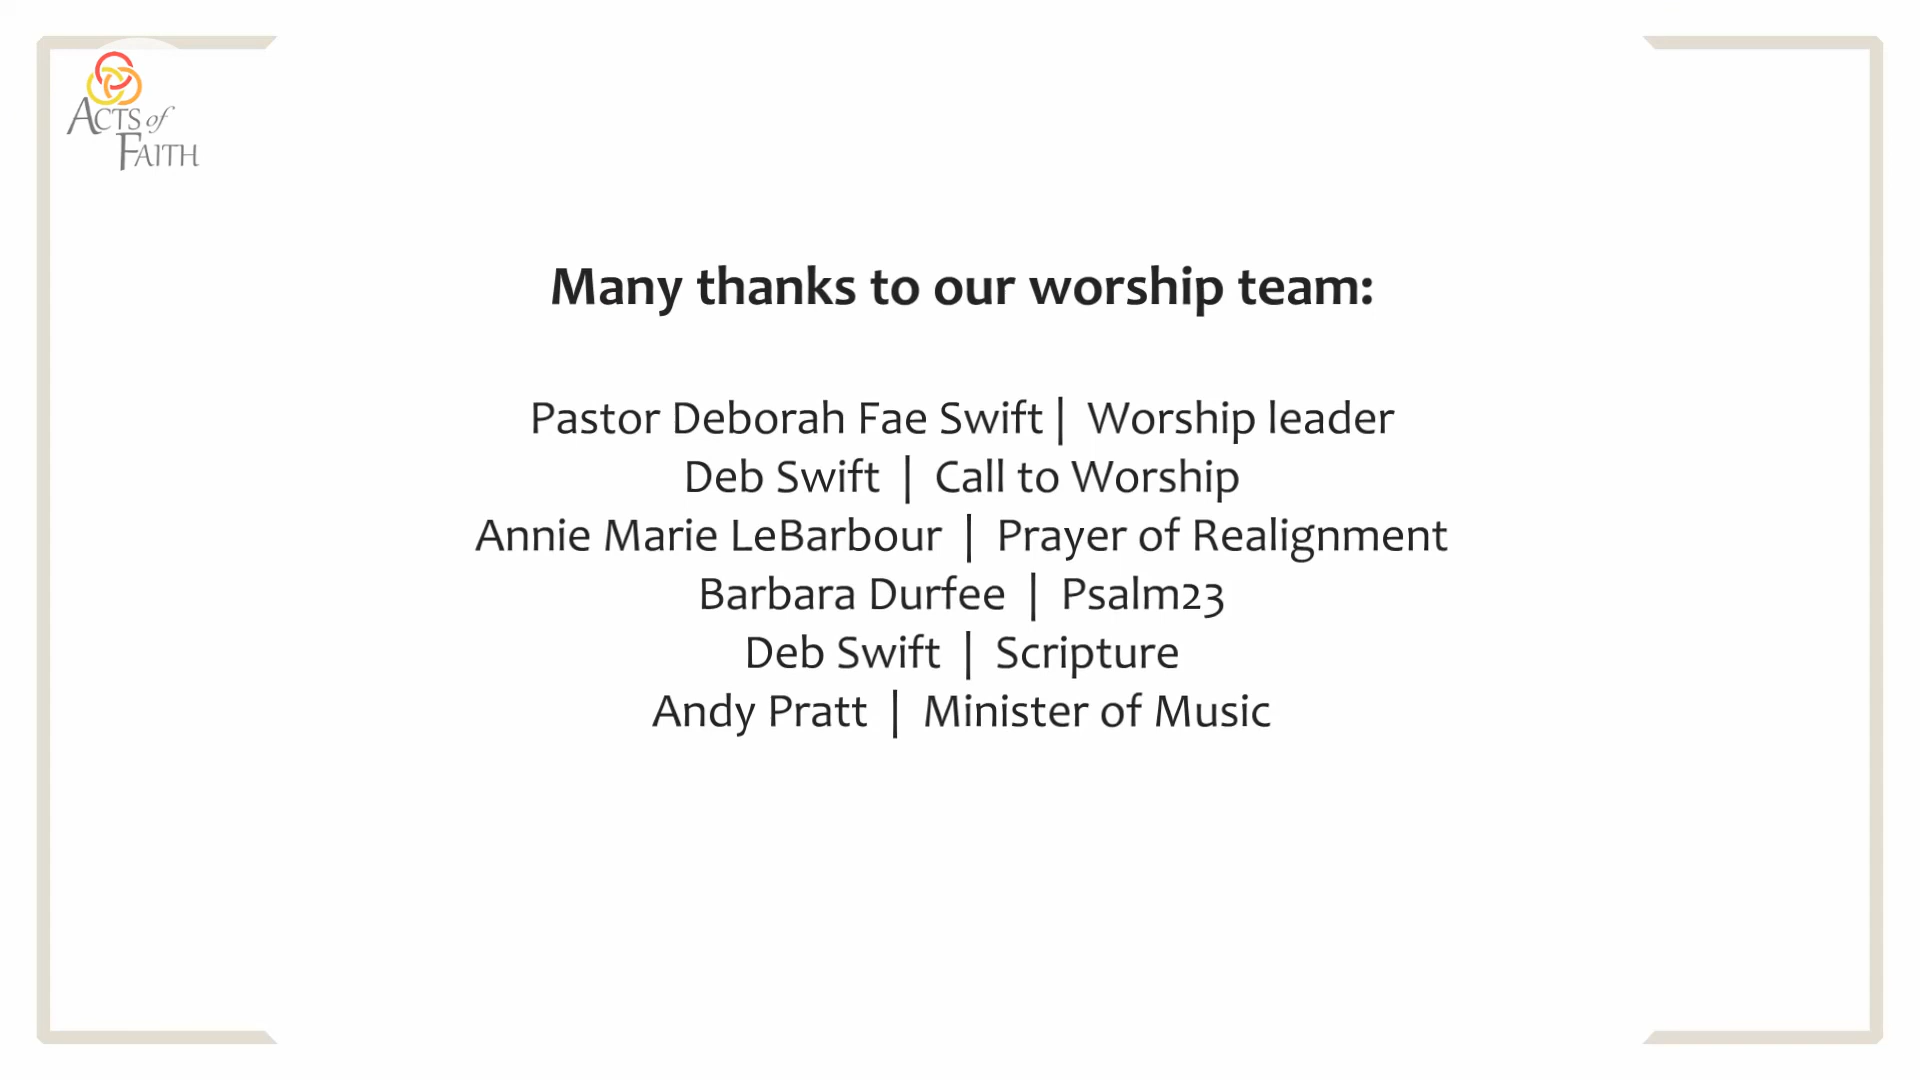 Acts of
Faith
Many thanks to our worship team:
Pastor Deborah Fae Swift | Worship leader
Deb Swift | Call to Worship
Annie Marie LeBarbour | Prayer of Realignment
Barbara Durfee | Psalm23
Deb Swift | Scripture
Andy Pratt | Minister of Music